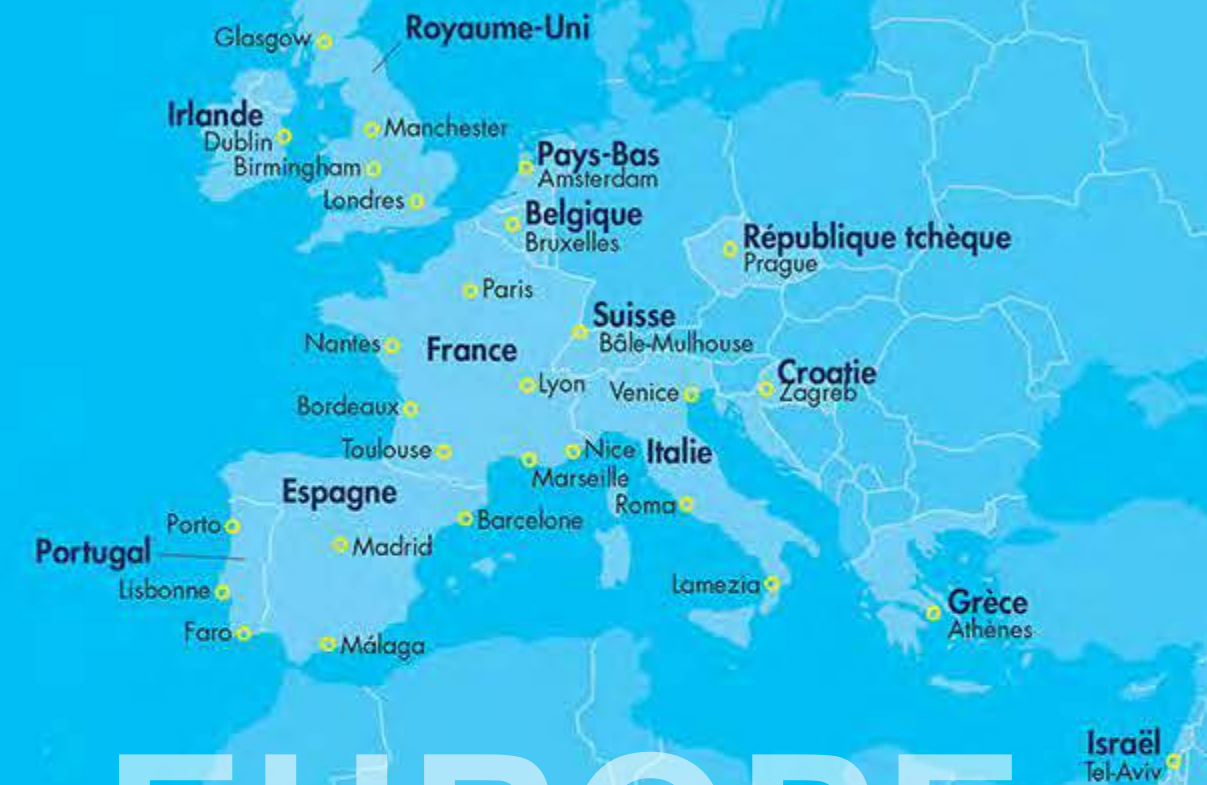 Royaume-Uni
Glasgow
Irlande
Dublin
Manchester
Birmingham
Londres
Pays-Bas
Amsterdam
Belgique
Bruxelles
République tchèque
Prague
Paris
Suisse
Bâle-Mulhouse
Nantes
France
Croatie
Zagreb
Lyon
Venice
Bordeaux
Toulouse
Nice
Italie
Marseille
Espagne
Roma
Porto
Barcelone
Portugal
Madrid
Lisbonne
Lamezia
Grèce
Athènes
Faro
Málaga
Israël
Tel-Aviv
EUROPE